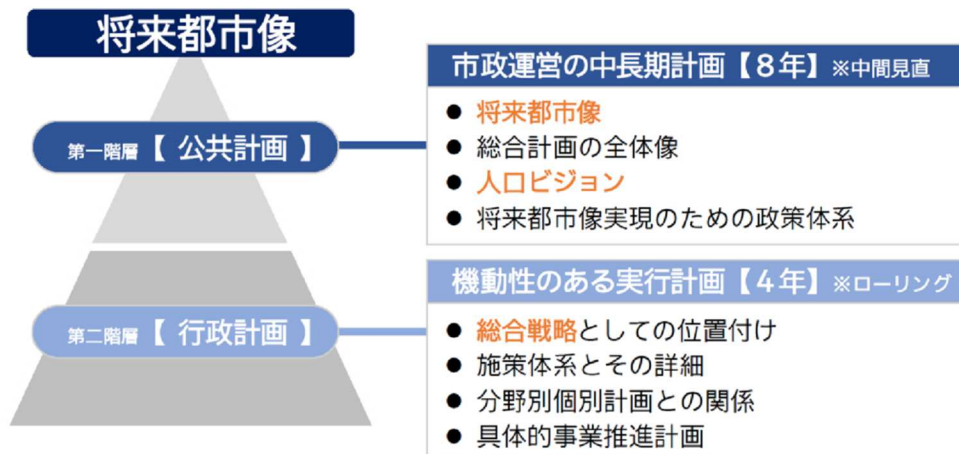 将来都市像
市政運営の中長期計画【8年】※中間見直
● 将来都市像
第一階層【 公共計画 】
● 総合計画の全体像
● 人口ビジョン
● 将来都市像実現のための政策体系
機動性のある実行計画【4年】※ローリング
第二階層【 行政計画 】
● 総合戦略としての位置付け
● 施策体系とその詳細
● 分野別個別計画との関係
● 具体的事業推進計画